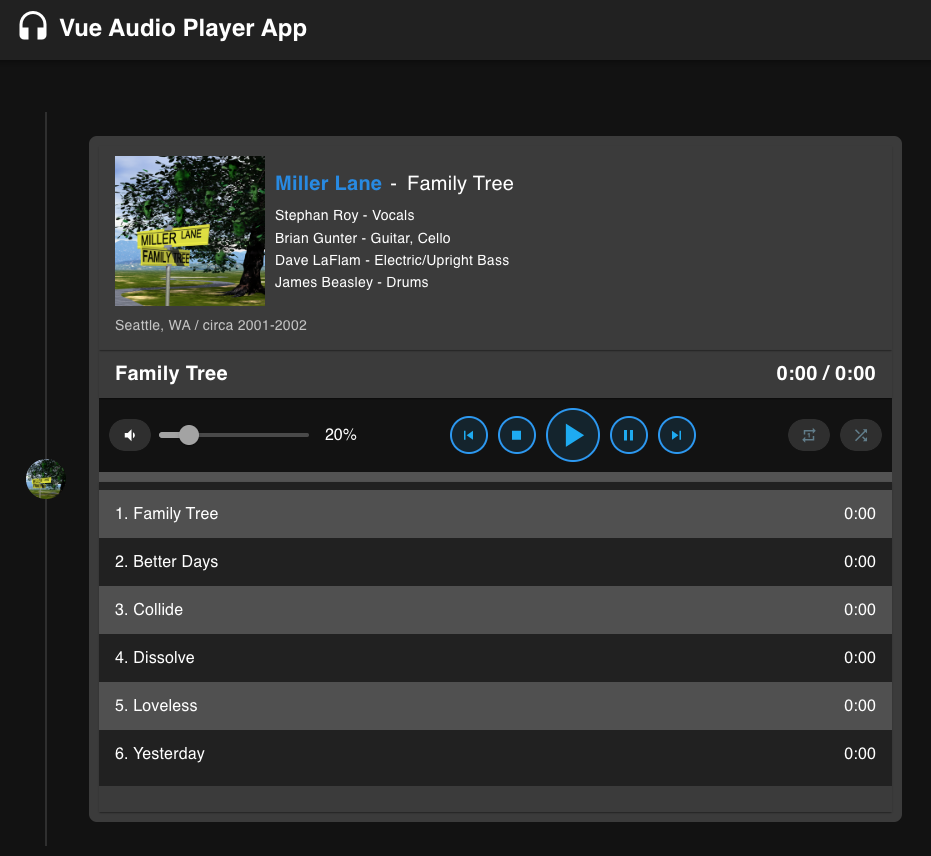 Vue Audio Player App
MILLER LANE
FAMILY TREE
Miller Lane - Family Tree
Stephan Roy - Vocals
Brian Gunter - Guitar, Cello
Dave LaFlam - Electric/Upright Bass
James Beasley - Drums
Seattle, WA / circa 2001-2002
Family Tree 0:00 / 0:00
20%
1. Family Tree 0:00
2. Better Days 0:00
3. Collide 0:00
4. Dissolve 0:00
5. Loveless 0:00
6. Yesterday 0:00